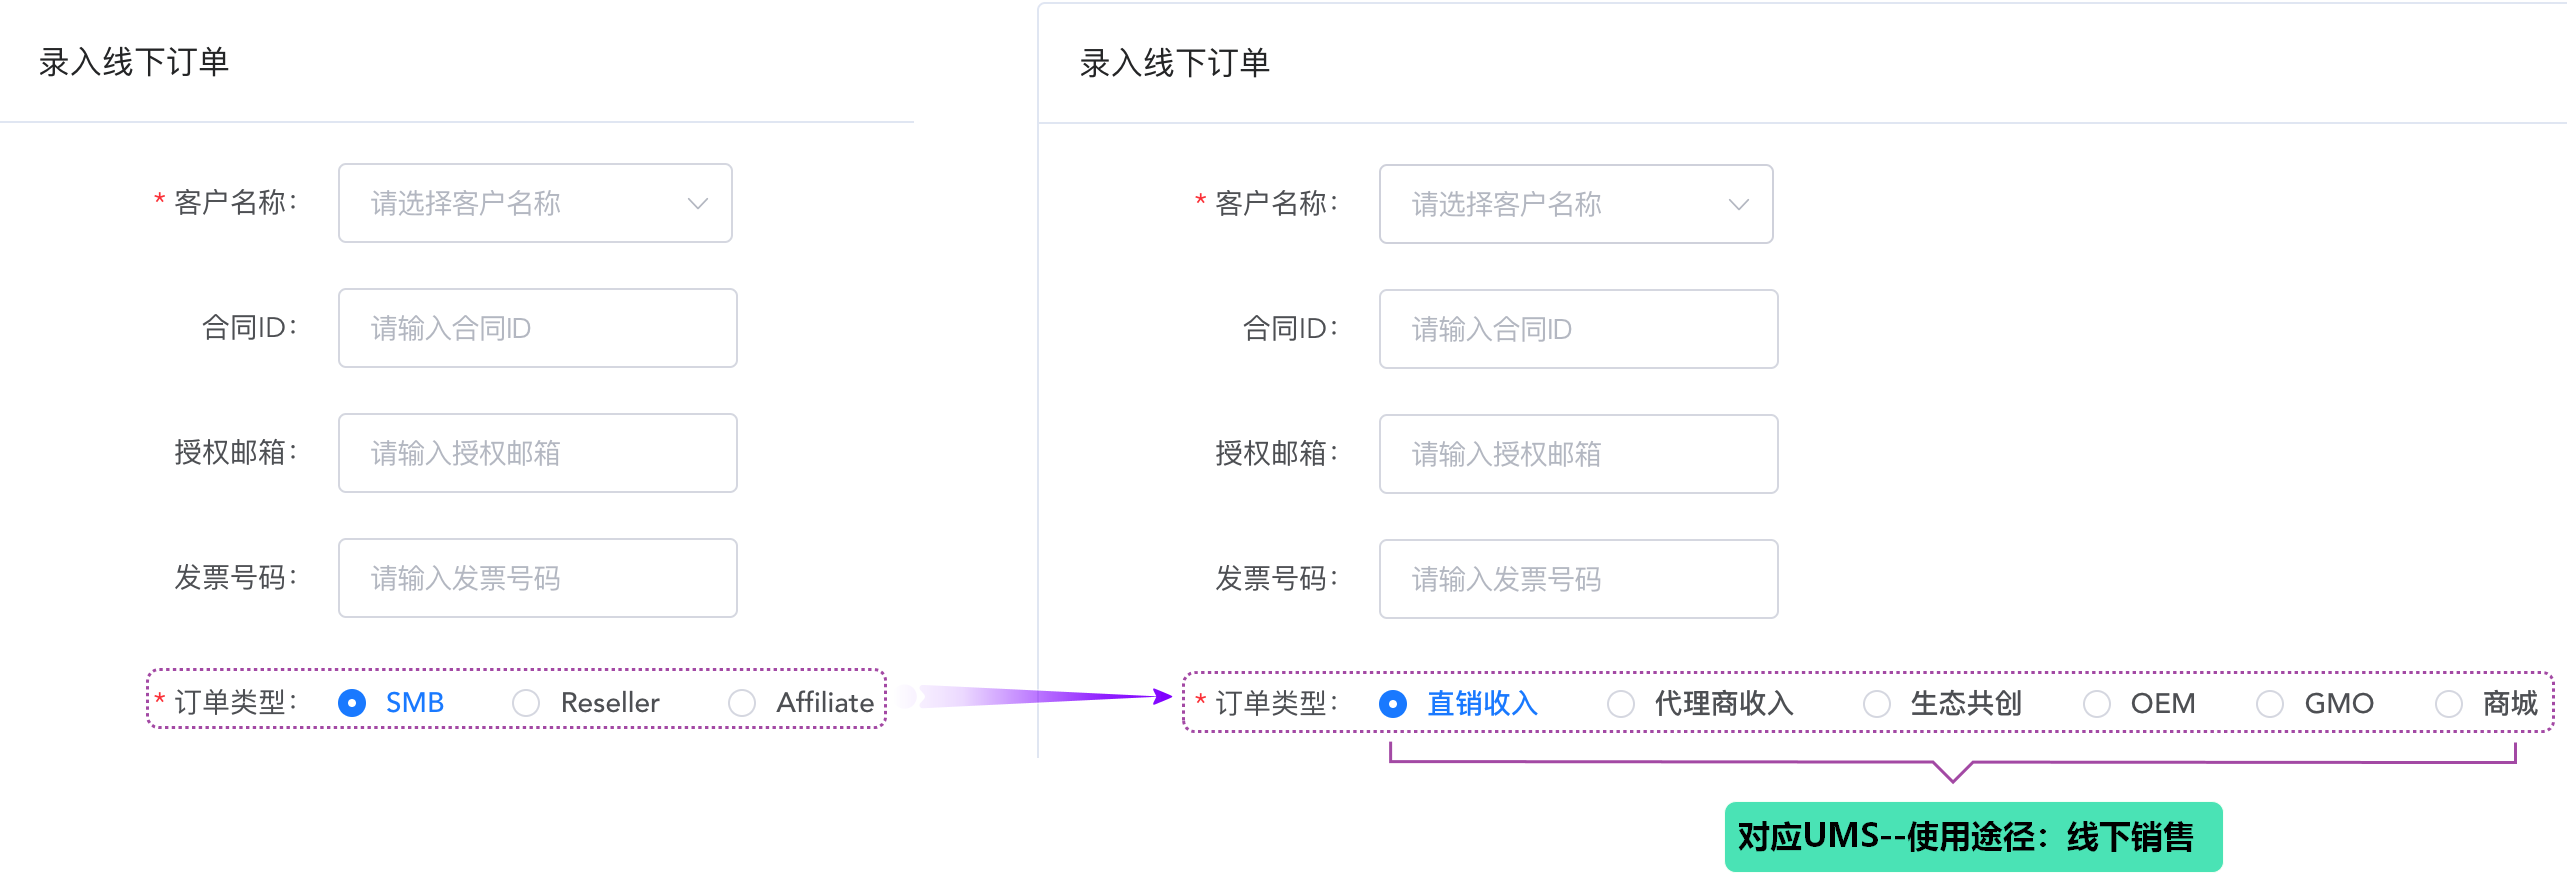 录入线下订单
* 客户名称：
请选择客户名称
合同ID：
请输入合同ID
授权邮箱：
请输入授权邮箱
发票号码：
请输入发票号码
* 订单类型： SMB Reseller Affiliate
录入线下订单
* 客户名称：
请选择客户名称
合同ID：
请输入合同ID
授权邮箱：
请输入授权邮箱
发票号码：
请输入发票号码
* 订单类型： 直销收入 代理商收入 生态共创 OEM GMO 商城
对应UMS--使用途径：线下销售